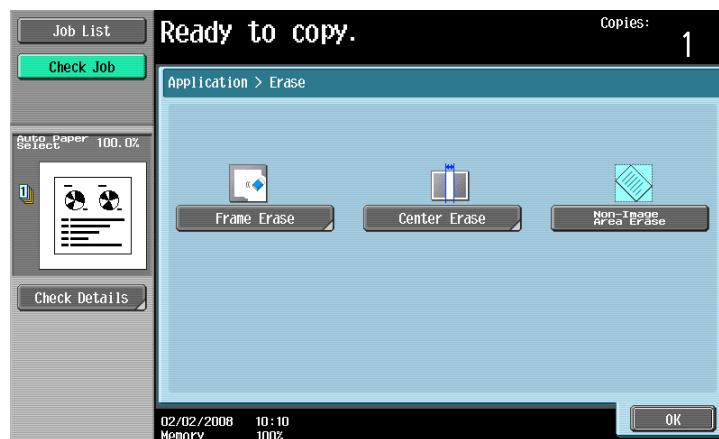 Job List
Check Job
Ready to copy.
Copies:
1
Application > Erase
Auto Paper
Select
100.0%
1
Frame Erase
Center Erase
Non-Image
Area Erase
Check Details
02/02/2008 10:10
Memory 100%
OK